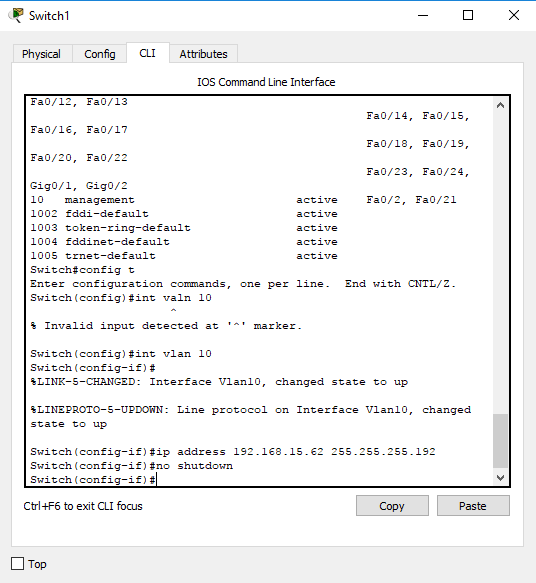 Switch1
Physical Config CLI Attributes
IOS Command Line Interface
Fa0/12, Fa0/13
Fa0/14, Fa0/15,
Fa0/16, Fa0/17
Fa0/18, Fa0/19,
Fa0/20, Fa0/22
Fa0/23, Fa0/24,
Gig0/1, Gig0/2
10 management active Fa0/2, Fa0/21
1002 fddi-default active
1003 token-ring-default active
1004 fddinet-default active
1005 trnet-default active
Switch#config t
Enter configuration commands, one per line. End with CNTL/Z.
Switch(config)#int valn 10
^
% Invalid input detected at '^' marker.
Switch(config)#int vlan 10
Switch(config-if)#
%LINK-5-CHANGED: Interface Vlan10, changed state to up
%LINEPROTO-5-UPDOWN: Line protocol on Interface Vlan10, changed
state to up
Switch(config-if)#ip address 192.168.15.62 255.255.255.192
Switch(config-if)#no shutdown
Switch(config-if)#
Ctrl+F6 to exit CLI focus Copy Paste
Top